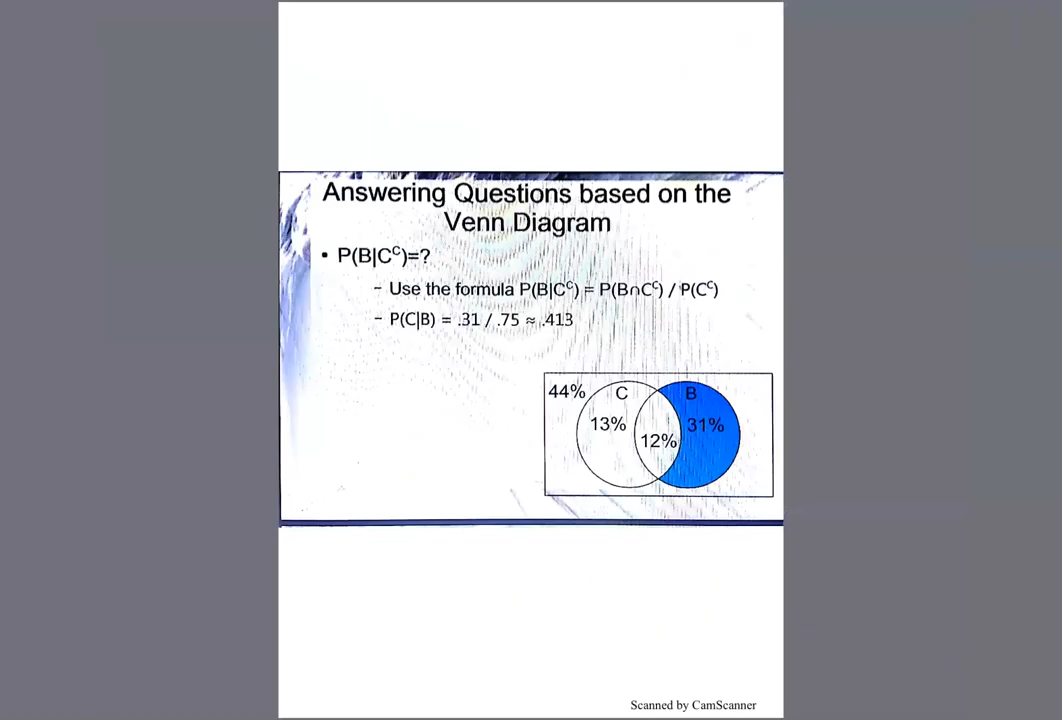 Answering Questions based on the
Venn Diagram
• P(B|Cᶜ)=?
– Use the formula P(B|Cᶜ) = P(B∩Cᶜ) / P(Cᶜ)
– P(C|B) = .31 / .75 ≈ .413
44% C B
13% 31%
12%
Scanned by CamScanner